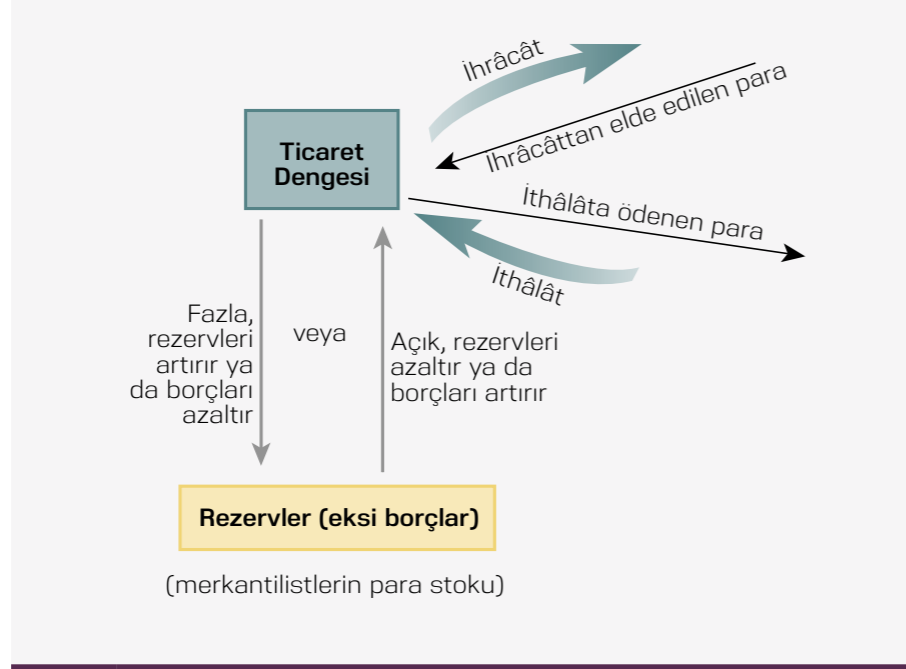 İhrâcât
Ihrâcâttan elde edilen para
Ticaret
Dengesi
İthâlâta ödenen para
İthâlât
Fazla,
rezervleri
artırır ya
da borçları
azaltır
veya
Açık, rezervleri
azaltır ya da
borçları artırır
Rezervler (eksi borçlar)
(merkantilistlerin para stoku)